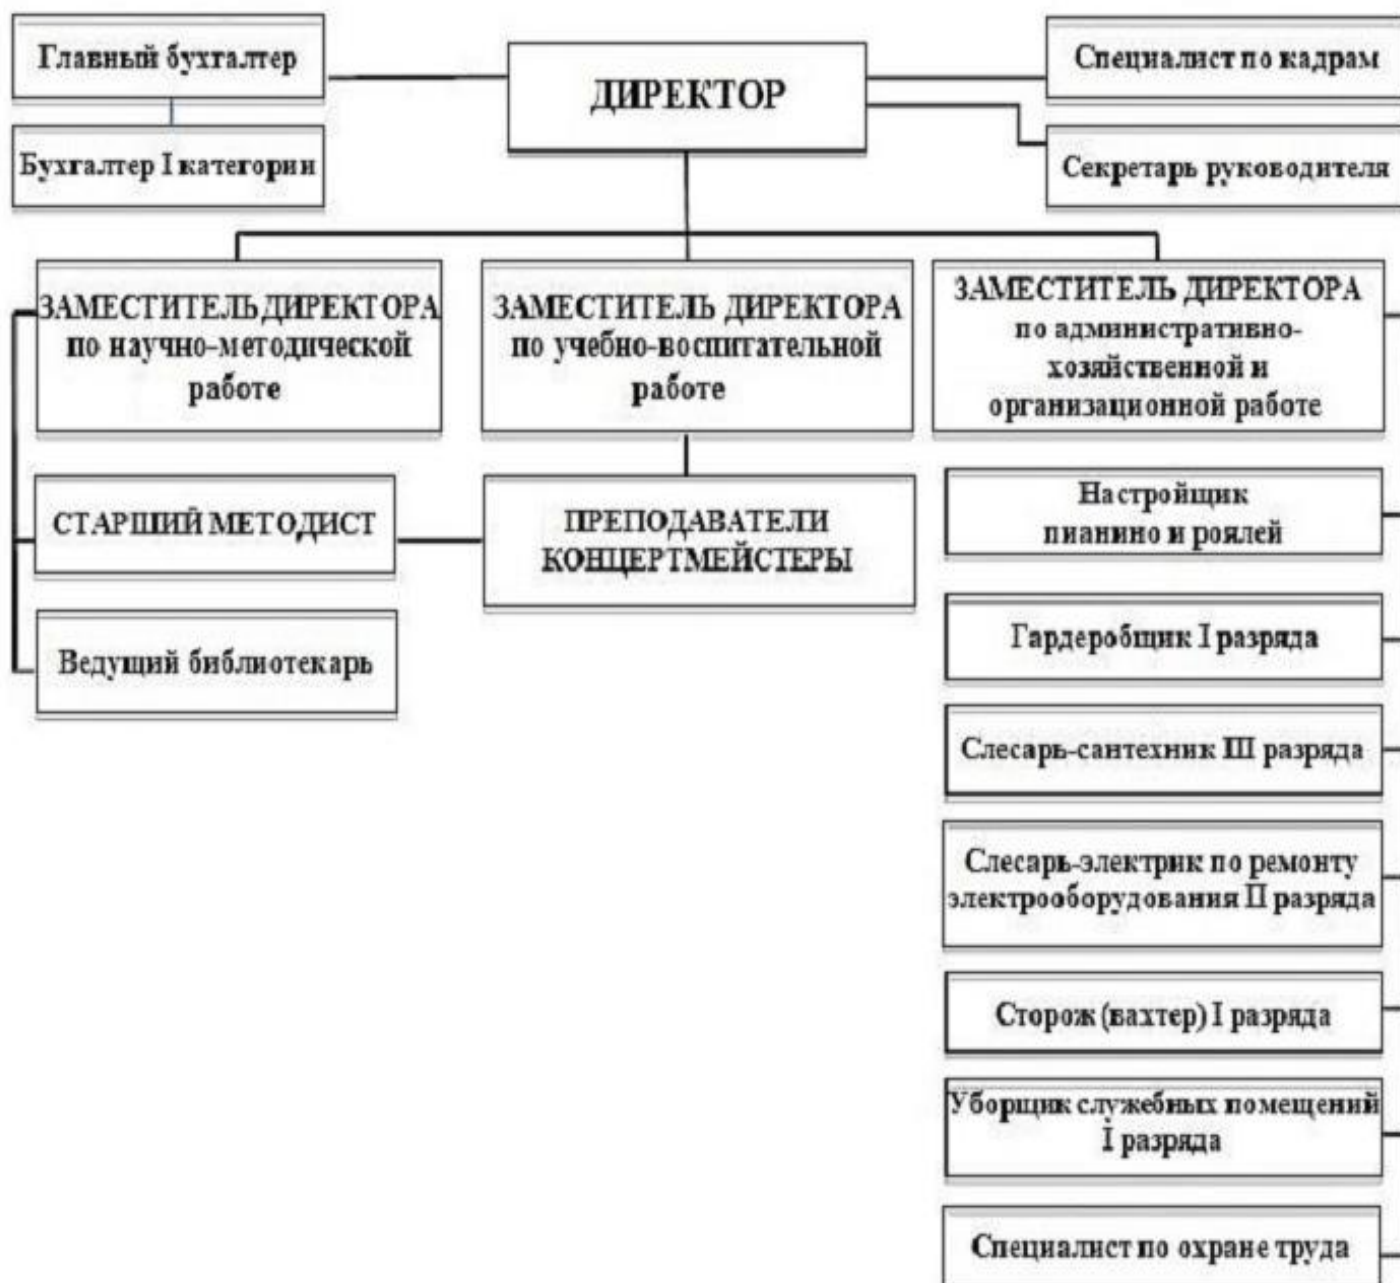 Главный бухгалтер
ДИРЕКТОР
Специалист по кадрам
Бухгалтер I категории
Секретарь руководителя
ЗАМЕСТИТЕЛЬ ДИРЕКТОРА
по научно-методической
работе
ЗАМЕСТИТЕЛЬ ДИРЕКТОРА
по учебно-воспитательной
работе
ЗАМЕСТИТЕЛЬ ДИРЕКТОРА
по административно-
хозяйственной и
организационной работе
СТАРШИЙ МЕТОДИСТ
ПРЕПОДАВАТЕЛИ
КОНЦЕРТМЕЙСТЕРЫ
Ведущий библиотекарь
Настройщик
пианино и роялей
Гардеробщик I разряда
Слесарь-сантехник III разряда
Слесарь-электрик по ремонту
электрооборудования II разряда
Сторож (вахтер) I разряда
Уборщик служебных помещений
I разряда
Специалист по охране труда